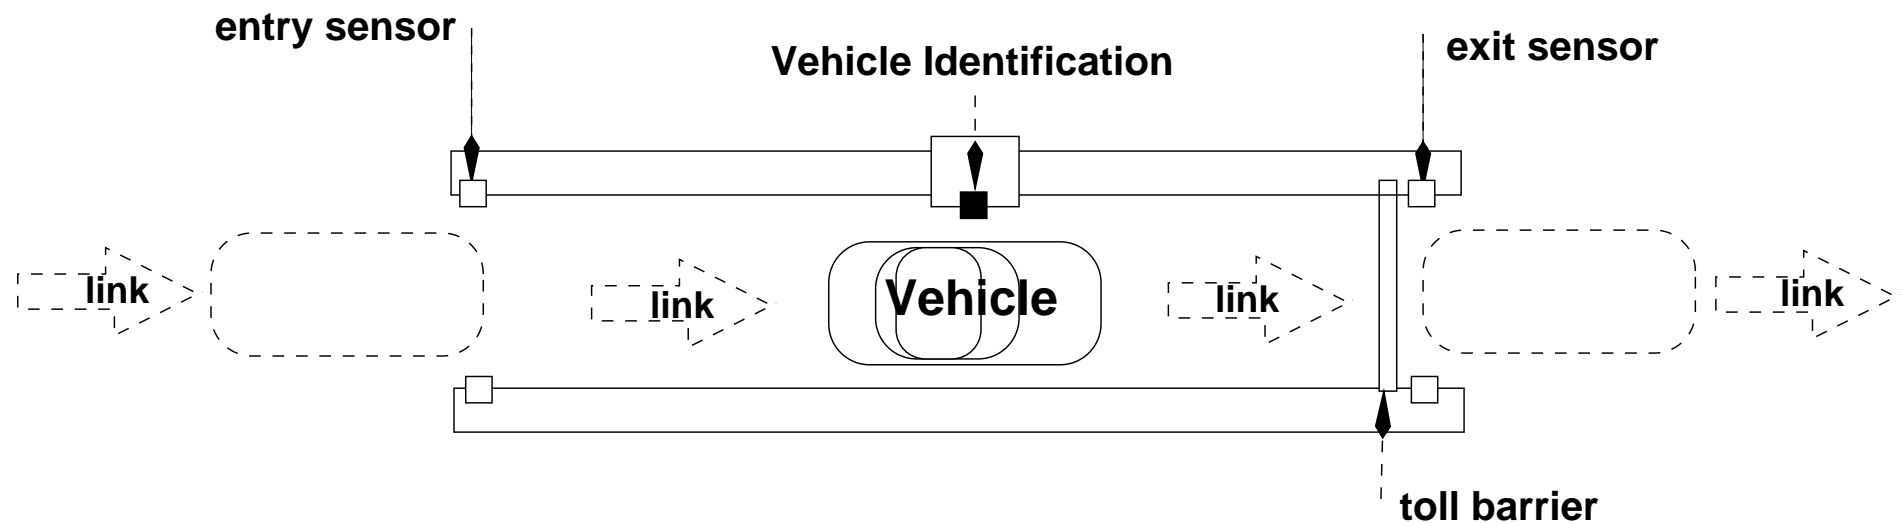 entry sensor
Vehicle Identification
exit sensor
link
link
Vehicle
link
link
toll barrier